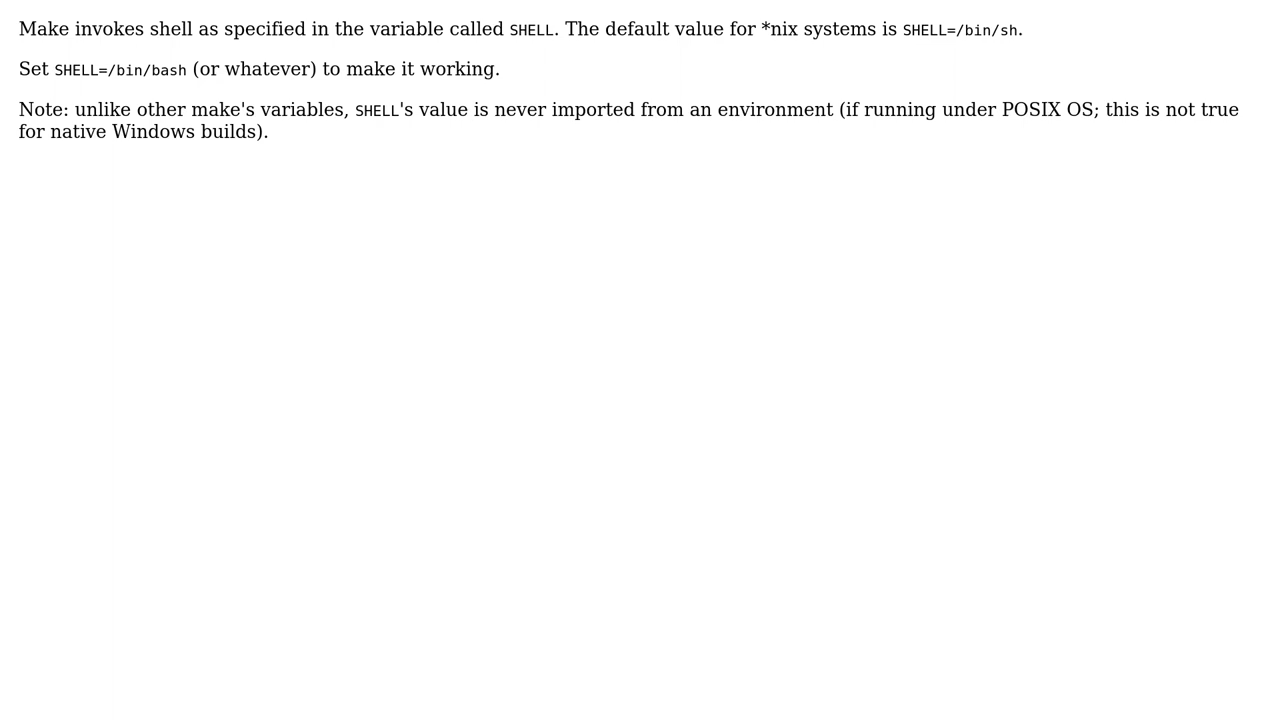 Make invokes shell as specified in the variable called SHELL. The default value for *nix systems is SHELL=/bin/sh.
Set SHELL=/bin/bash (or whatever) to make it working.
Note: unlike other make's variables, SHELL's value is never imported from an environment (if running under POSIX OS; this is not true
for native Windows builds).